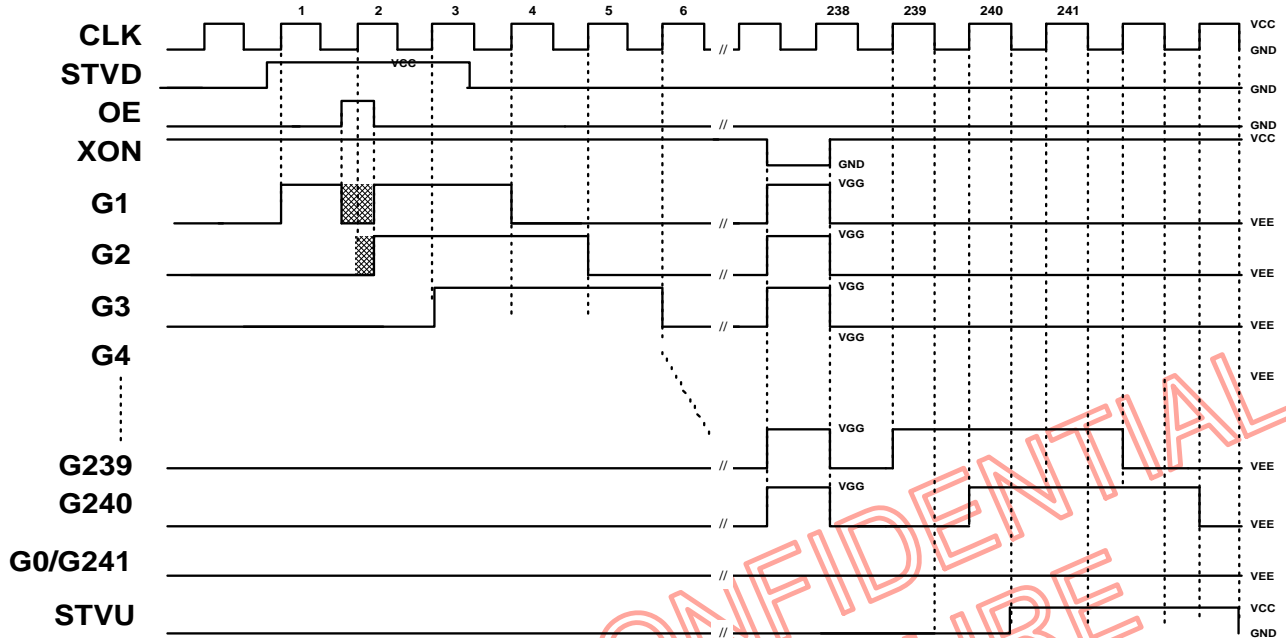 1 2 3 4 5 6 238 239 240 241
CLK // VCC
GND
STVD VCC
GND
OE GND
XON // VCC
GND
G1 VGG
// VEE
G2 VGG
// VEE
G3 VGG
// VEE
G4 VGG
VEE
G239 VGG
// VEE
G240 VGG
// VEE
G0/G241 VEE
STVU VCC
// GND
ONFIDENTIAL